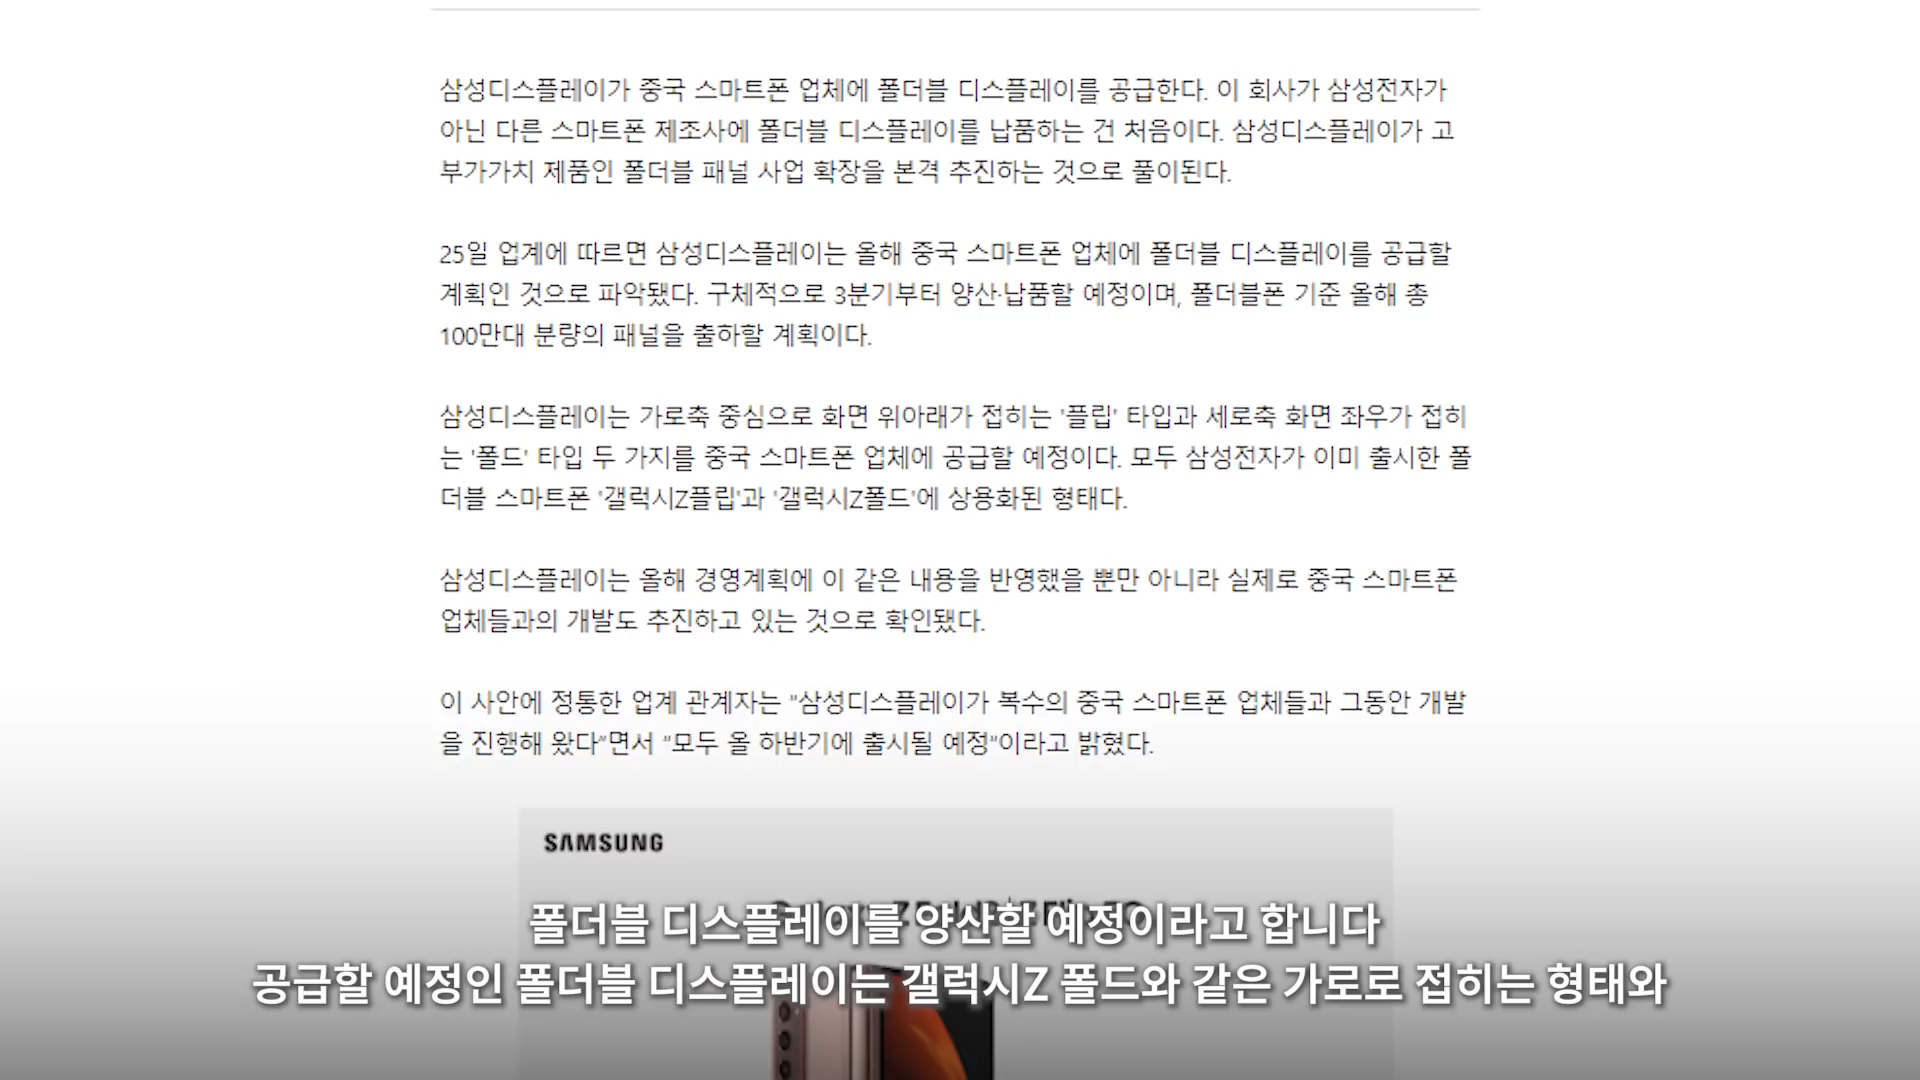 삼성디스플레이가 중국 스마트폰 업체에 폴더블 디스플레이를 공급한다. 이 회사가 삼성전자가
아닌 다른 스마트폰 제조사에 폴더블 디스플레이를 납품하는 건 처음이다. 삼성디스플레이가 고
부가가치 제품인 폴더블 패널 사업 확장을 본격 추진하는 것으로 풀이된다.
25일 업계에 따르면 삼성디스플레이는 올해 중국 스마트폰 업체에 폴더블 디스플레이를 공급할
계획인 것으로 파악됐다. 구체적으로 3분기부터 양산·납품할 예정이며, 폴더블폰 기준 올해 총
100만대 분량의 패널을 출하할 계획이다.
삼성디스플레이는 가로축 중심으로 화면 위아래가 접히는 '플립' 타입과 세로축 화면 좌우가 접히
는 '폴드' 타입 두 가지를 중국 스마트폰 업체에 공급할 예정이다. 모두 삼성전자가 이미 출시한 폴
더블 스마트폰 '갤럭시Z플립'과 '갤럭시Z폴드'에 상용화된 형태다.
삼성디스플레이는 올해 경영계획에 이 같은 내용을 반영했을 뿐만 아니라 실제로 중국 스마트폰
업체들과의 개발도 추진하고 있는 것으로 확인됐다.
이 사안에 정통한 업계 관계자는 "삼성디스플레이가 복수의 중국 스마트폰 업체들과 그동안 개발
을 진행해 왔다"면서 "모두 올 하반기에 출시될 예정"이라고 밝혔다.
SAMSUNG
폴더블 디스플레이를 양산할 예정이라고 합니다
공급할 예정인 폴더블 디스플레이는 갤럭시Z 폴드와 같은 가로로 접히는 형태와